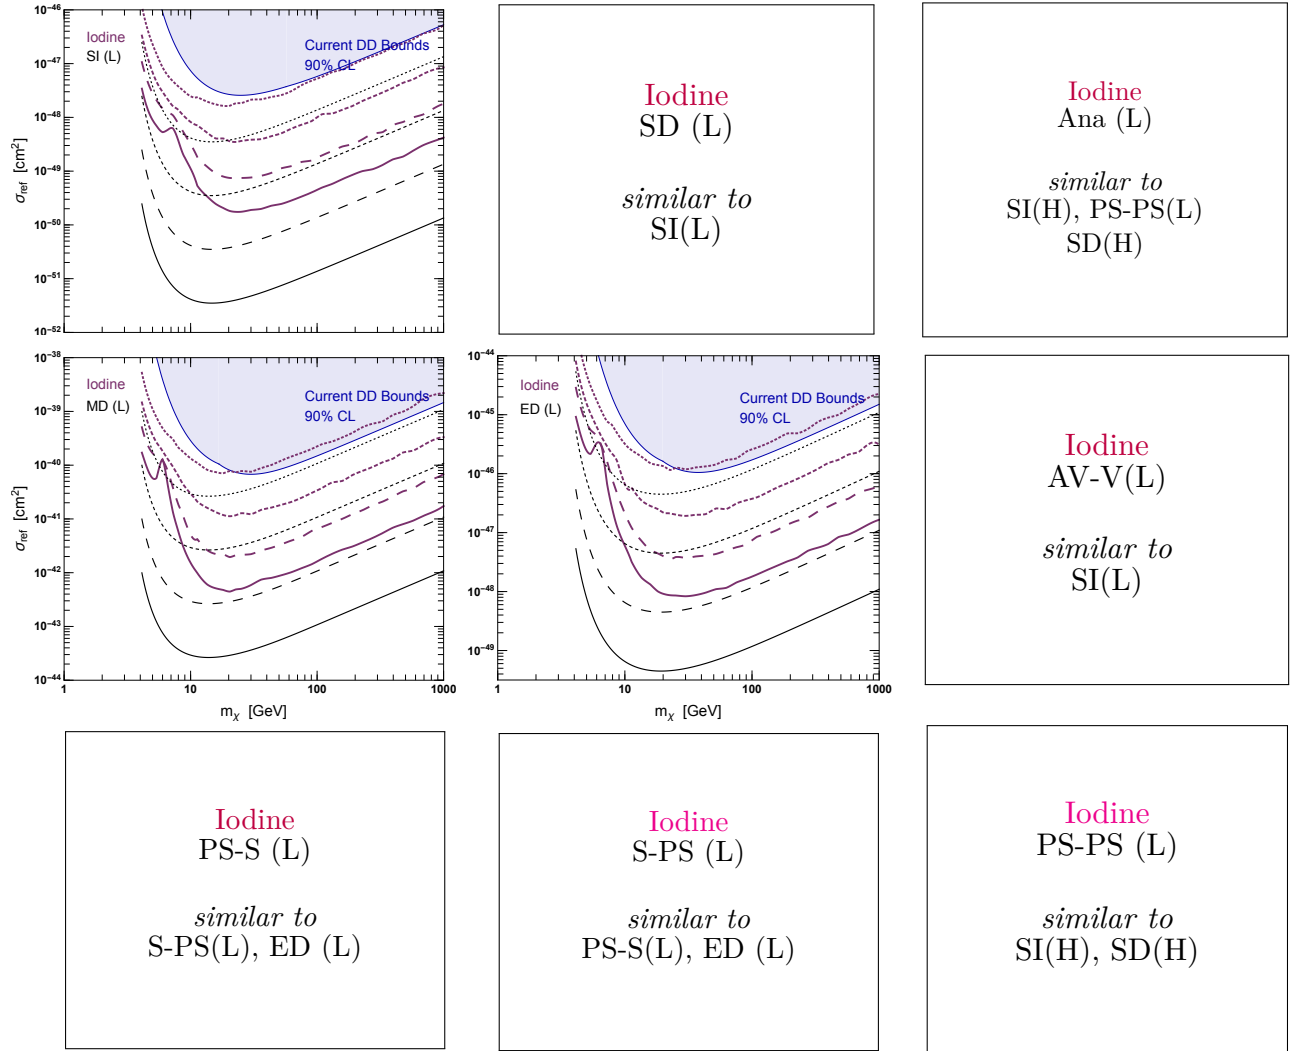 10⁻⁴⁶
10⁻⁴⁷
10⁻⁴⁸
10⁻⁴⁹
10⁻⁵⁰
10⁻⁵¹
10⁻⁵²
σref [cm²]
Iodine
SI (L)
Current DD Bounds
90% CL
1
10
100
1000
Iodine
SD (L)
similar to
SI(L)
Iodine
Ana (L)
similar to
SI(H), PS-PS(L)
SD(H)
10⁻³⁸
10⁻³⁹
10⁻⁴⁰
10⁻⁴¹
10⁻⁴²
10⁻⁴³
10⁻⁴⁴
σref [cm²]
Iodine
MD (L)
Current DD Bounds
90% CL
1
10
100
1000
mχ [GeV]
10⁻⁴⁴
10⁻⁴⁵
10⁻⁴⁶
10⁻⁴⁷
10⁻⁴⁸
10⁻⁴⁹
Iodine
ED (L)
Current DD Bounds
90% CL
1
10
100
1000
mχ [GeV]
Iodine
AV-V(L)
similar to
SI(L)
Iodine
PS-S (L)
similar to
S-PS(L), ED (L)
Iodine
S-PS (L)
similar to
PS-S(L), ED (L)
Iodine
PS-PS (L)
similar to
SI(H), SD(H)